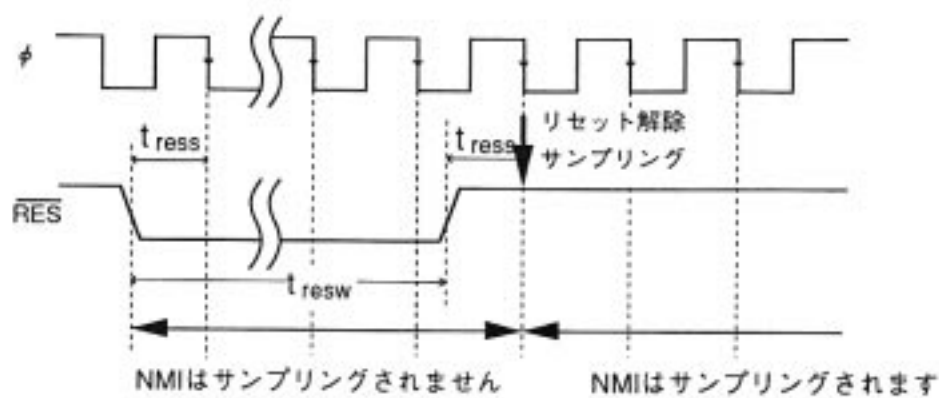 φ
t ress
t ress
リセット解除
サンプリング
RES
t resw
NMIはサンプリングされません
NMIはサンプリングされます